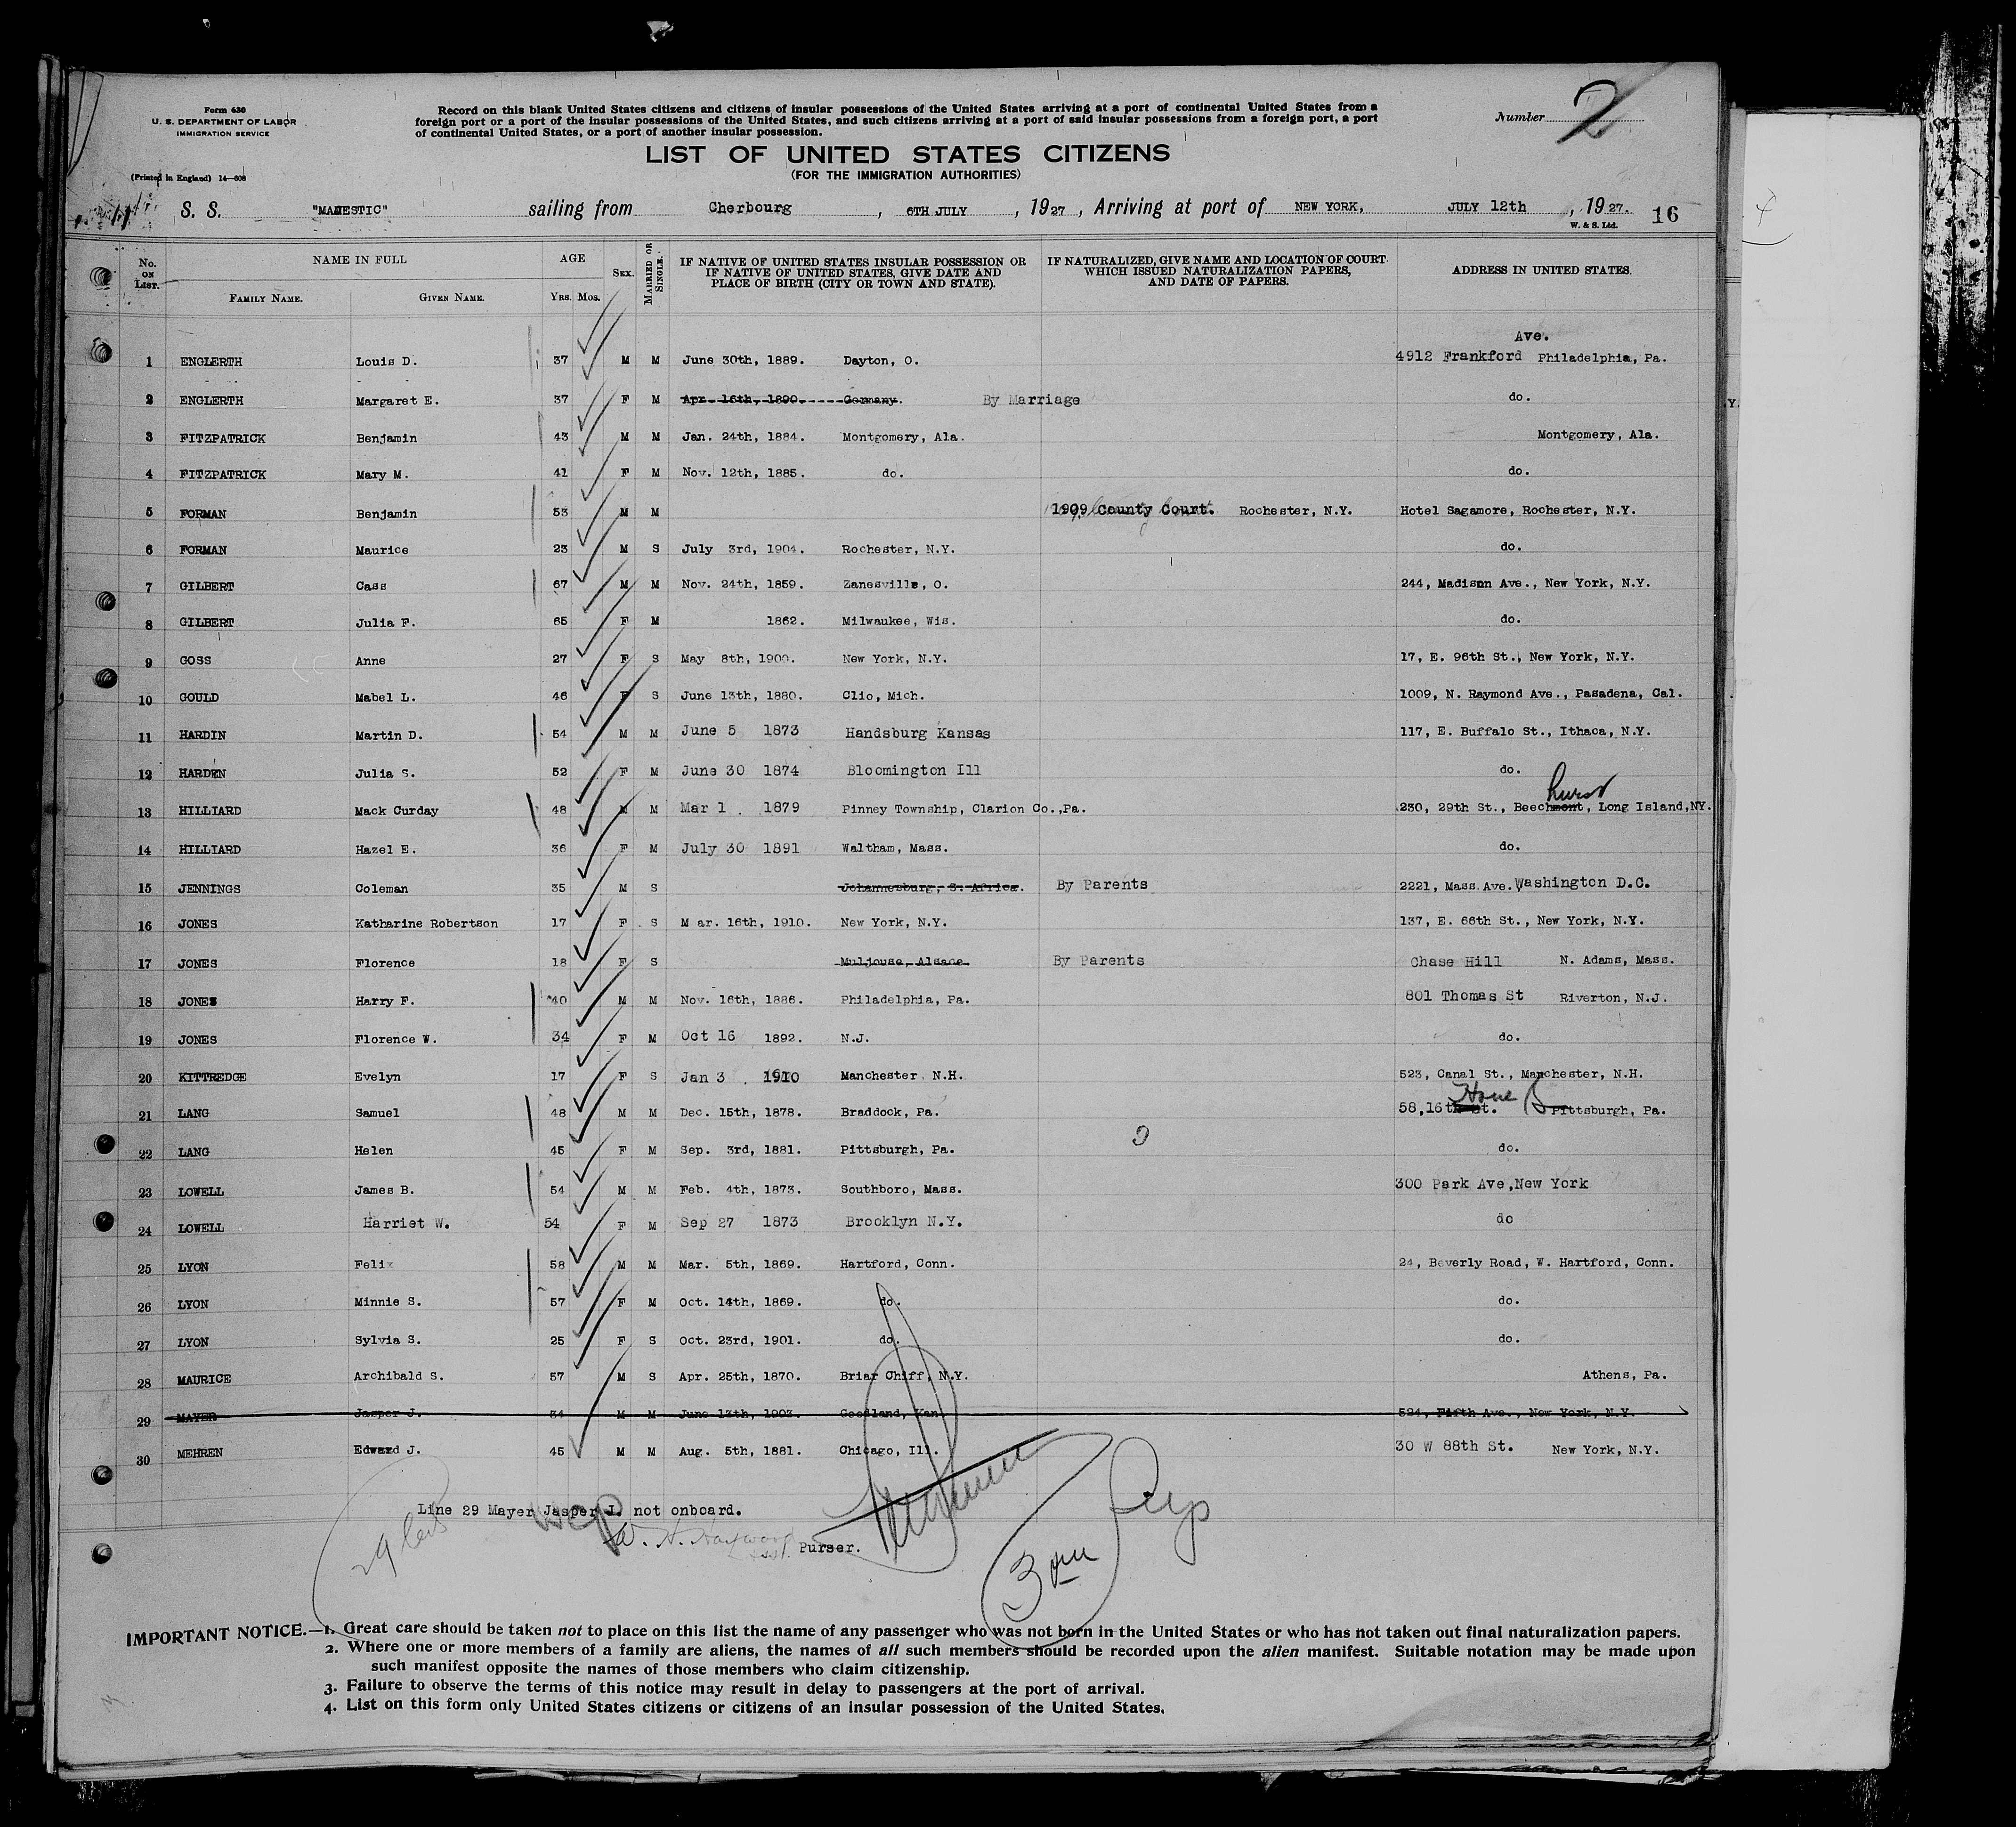 Form 630
U. S. DEPARTMENT OF LABOR
IMMIGRATION SERVICE
(Printed in England) 14—608
Record on this blank United States citizens and citizens of insular possessions of the United States arriving at a port of continental United States from a
foreign port or a port of the insular possessions of the United States, and such citizens arriving at a port of said insular possessions from a foreign port, a port
of continental United States, or a port of another insular possession.
Number 2
LIST OF UNITED STATES CITIZENS
(FOR THE IMMIGRATION AUTHORITIES)
S. S. "MAJESTIC" sailing from Cherbourg, 6TH JULY, 1927, Arriving at port of NEW YORK, JULY 12th, 1927.
W. & S. Ltd. 16
No. ON LIST. NAME IN FULL FAMILY NAME. GIVEN NAME. AGE YRS. MOS. SEX. MARRIED OR SINGLE. IF NATIVE OF UNITED STATES INSULAR POSSESSION OR IF NATIVE OF UNITED STATES, GIVE DATE AND PLACE OF BIRTH (CITY OR TOWN AND STATE). IF NATURALIZED, GIVE NAME AND LOCATION OF COURT WHICH ISSUED NATURALIZATION PAPERS, AND DATE OF PAPERS. ADDRESS IN UNITED STATES.
Ave.
1 ENGLERTH Louis D. 37 M M June 30th, 1889. Dayton, O. 4912 Frankford Philadelphia, Pa.
2 ENGLERTH Margaret E. 37 F M Apr. 16th, 1890. Germany. By Marriage do.
3 FITZPATRICK Benjamin 43 M M Jan. 24th, 1884. Montgomery, Ala. Montgomery, Ala.
4 FITZPATRICK Mary M. 41 F M Nov. 12th, 1885. do. do.
5 FORMAN Benjamin 53 M M 1909 County Court. Rochester, N.Y. Hotel Sagamore, Rochester, N.Y.
6 FORMAN Maurice 23 M S July 3rd, 1904. Rochester, N.Y. do.
7 GILBERT Cass 67 M M Nov. 24th, 1859. Zanesville, O. 244, Madison Ave., New York, N.Y.
8 GILBERT Julia F. 65 F M 1862. Milwaukee, Wis. do.
9 GOSS Anne 27 F S May 8th, 1900. New York, N.Y. 17, E. 96th St., New York, N.Y.
10 GOULD Mabel L. 46 F S June 13th, 1880. Clio, Mich. 1009, N. Raymond Ave., Pasadena, Cal.
11 HARDIN Martin D. 54 M M June 5 1873 Handsburg Kansas 117, E. Buffalo St., Ithaca, N.Y.
12 HARDEN Julia S. 52 F M June 30 1874 Bloomington Ill do.
hurst
13 HILLIARD Mack Curday 48 M M Mar 1. 1879 Pinney Township, Clarion Co.,Pa. 230, 29th St., Beechmont, Long Island,NY.
14 HILLIARD Hazel E. 36 F M July 30 1891 Waltham, Mass. do.
15 JENNINGS Coleman 35 M S Johannesburg, S. Africa. By Parents 2221, Mass. Ave. Washington D.C.
16 JONES Katharine Robertson 17 F S Mar. 16th, 1910. New York, N.Y. 137, E. 66th St., New York, N.Y.
17 JONES Florence 18 F S Muljouse, Alsace By Parents Chase Hill N. Adams, Mass.
18 JONES Harry F. 40 M M Nov. 16th, 1886. Philadelphia, Pa. 801 Thomas St Riverton, N.J.
19 JONES Florence W. 34 F M Oct 16 1892. N.J. do.
20 KITTREDGE Evelyn 17 F S Jan 3 . 1910 Manchester N.H. 523, Canal St., Manchester, N.H.
21 LANG Samuel 48 M M Dec. 15th, 1878. Braddock, Pa. 58,16th St. Pittsburgh, Pa.
22 LANG Helen 45 F M Sep. 3rd, 1881. Pittsburgh, Pa. do.
23 LOWELL James B. 54 M M Feb. 4th, 1873. Southboro, Mass. 300 Park Ave,New York
24 LOWELL Harriet W. 54 F M Sep 27 1873 Brooklyn N.Y. do
25 LYON Felix 58 M M Mar. 5th, 1869. Hartford, Conn. 24, Beverly Road, W. Hartford, Conn.
26 LYON Minnie S. 57 F M Oct. 14th, 1869. do. do.
27 LYON Sylvia S. 25 F S Oct. 23rd, 1901. do. do.
28 MAURICE Archibald S. 57 M S Apr. 25th, 1870. Briar Chiff, N.Y. Athens, Pa.
29 MAYER Jasper J. 34 M M June 13th, 1903. Goodland, Kan. 524, Fifth Ave., New York, N.Y.
30 MEHREN Edward J. 45 M M Aug. 5th, 1881. Chicago, Ill. 30 W 88th St. New York, N.Y.
Line 29 Mayer Jasper J. not onboard.
W. H. Haywood
Asst. Purser.
IMPORTANT NOTICE.—1. Great care should be taken not to place on this list the name of any passenger who was not born in the United States or who has not taken out final naturalization papers.
2. Where one or more members of a family are aliens, the names of all such members should be recorded upon the alien manifest. Suitable notation may be made upon
such manifest opposite the names of those members who claim citizenship.
3. Failure to observe the terms of this notice may result in delay to passengers at the port of arrival.
4. List on this form only United States citizens or citizens of an insular possession of the United States.